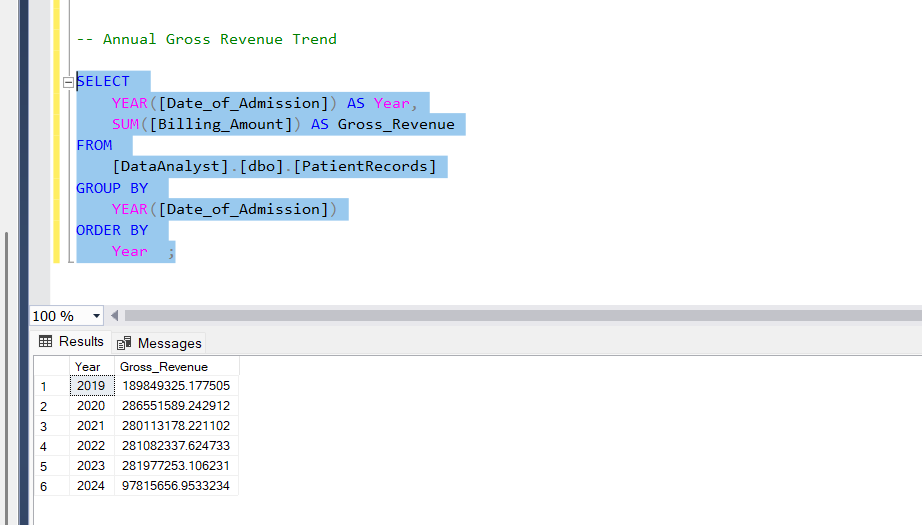 -- Annual Gross Revenue Trend
SELECT
YEAR([Date_of_Admission]) AS Year,
SUM([Billing_Amount]) AS Gross_Revenue
FROM
[DataAnalyst].[dbo].[PatientRecords]
GROUP BY
YEAR([Date_of_Admission])
ORDER BY
Year ;
100 %
Results Messages
Year Gross_Revenue
1 2019 189849325.177505
2 2020 286551589.242912
3 2021 280113178.221102
4 2022 281082337.624733
5 2023 281977253.106231
6 2024 97815656.9533234